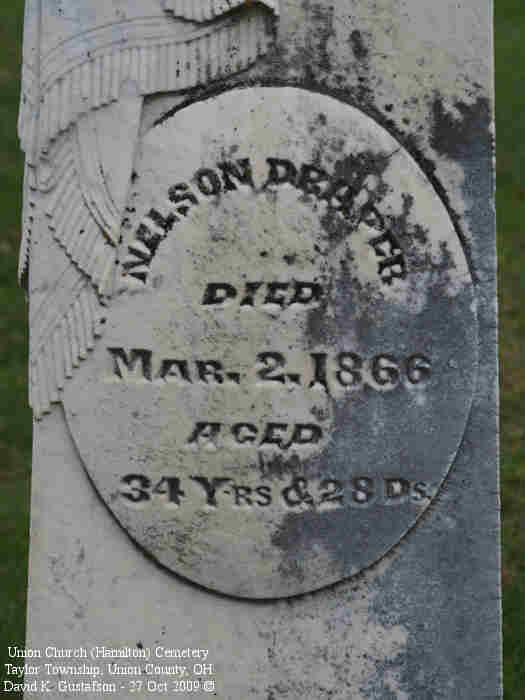 NELSON DRAPER
DIED
MAR. 2. 1866
AGED
34 YRS & 28 DS.
Union Church (Hamilton) Cemetery
Taylor Township, Union County, OH
David K. Gustafson - 27 Oct 2009 ©